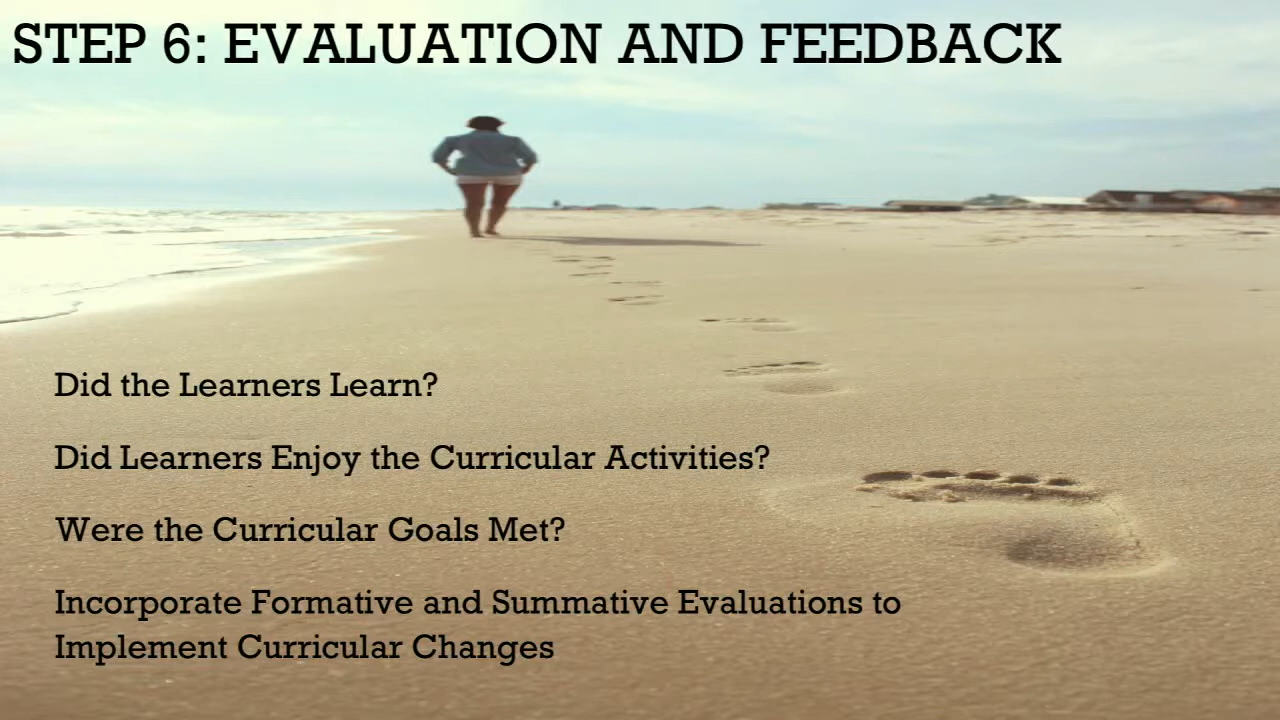 STEP 6: EVALUATION AND FEEDBACK
Did the Learners Learn?
Did Learners Enjoy the Curricular Activities?
Were the Curricular Goals Met?
Incorporate Formative and Summative Evaluations to
Implement Curricular Changes